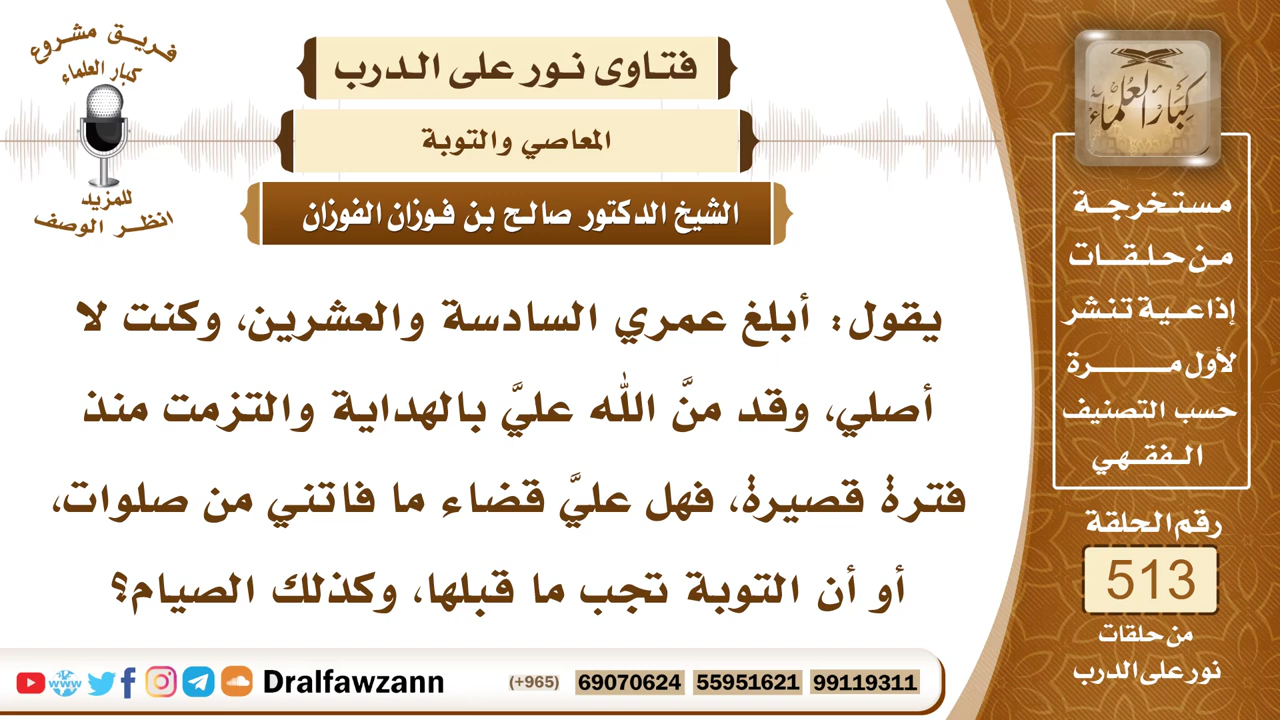 فريق مشروع
كبار العلماء
للمزيد
انظر الوصف
فتاوى نور على الدرب
المعاصي والتوبة
الشيخ الدكتور صالح بن فوزان الفوزان
يقول: أبلغ عمري السادسة والعشرين، وكنت لا
أصلي، وقد منَّ الله عليَّ بالهداية والتزمت منذ
فترة قصيرة، فهل عليَّ قضاء ما فاتني من صلوات،
أو أن التوبة تجب ما قبلها، وكذلك الصيام؟
كبار العلماء
مستخرجة
من حلقات
إذاعية تنشر
لأول مرة
حسب التصنيف
الفقهي
رقم الحلقة
513
من حلقات
نور على الدرب
Dralfawzann (+965) 69070624 55951621 99119311